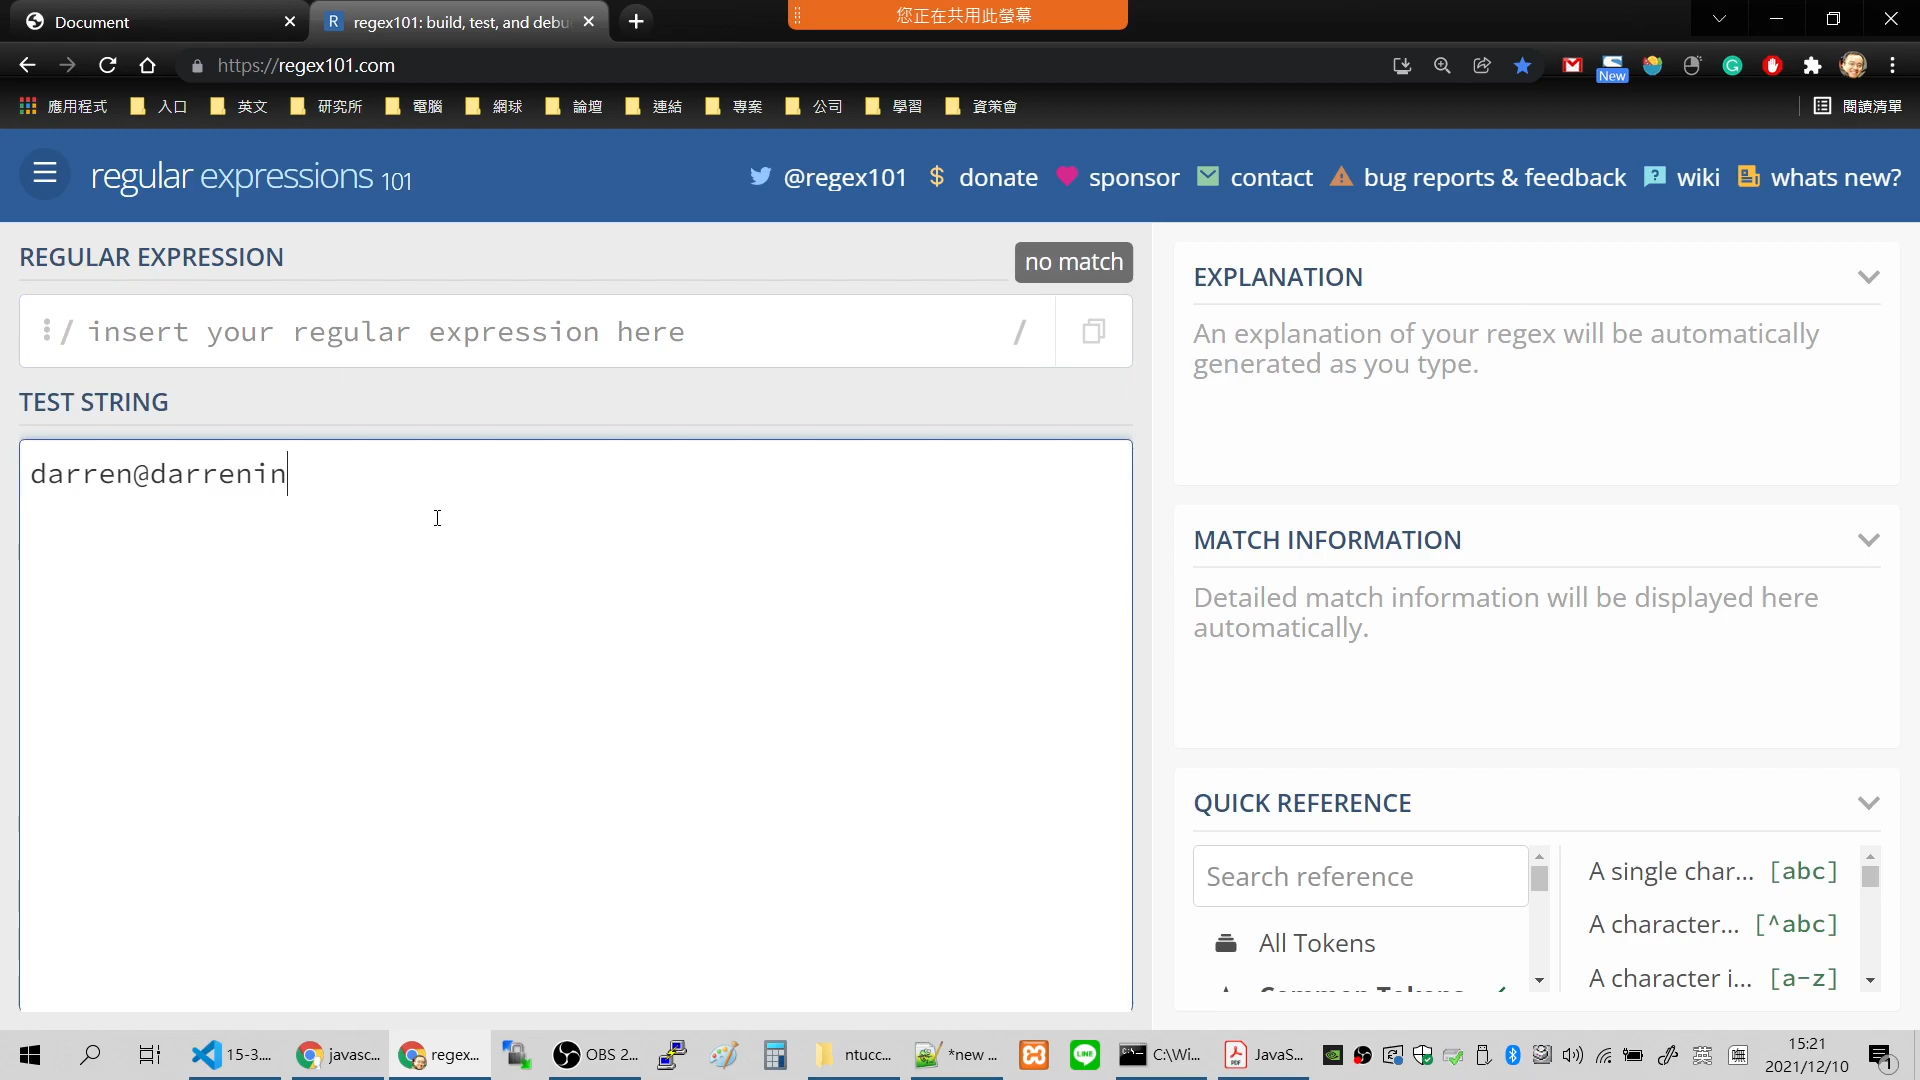 Document
regex101: build, test, and debu
您正在共用此螢幕
https://regex101.com
New
應用程式 入口 英文 研究所 電腦 網球 論壇 連結 專案 公司 學習 資策會 閱讀清單
regular expressions 101
@regex101 donate sponsor contact bug reports & feedback wiki whats new?
REGULAR EXPRESSION
no match
/ insert your regular expression here /
TEST STRING
darren@darrenin
EXPLANATION
An explanation of your regex will be automatically
generated as you type.
MATCH INFORMATION
Detailed match information will be displayed here
automatically.
QUICK REFERENCE
Search reference
All Tokens
Common Tokens
A single char... [abc]
A character... [^abc]
A character i... [a-z]
15-3.... javasc... regex... OBS 2... ntucc... *new ... C:\Wi... JavaS...
英
15:21
2021/12/10
1